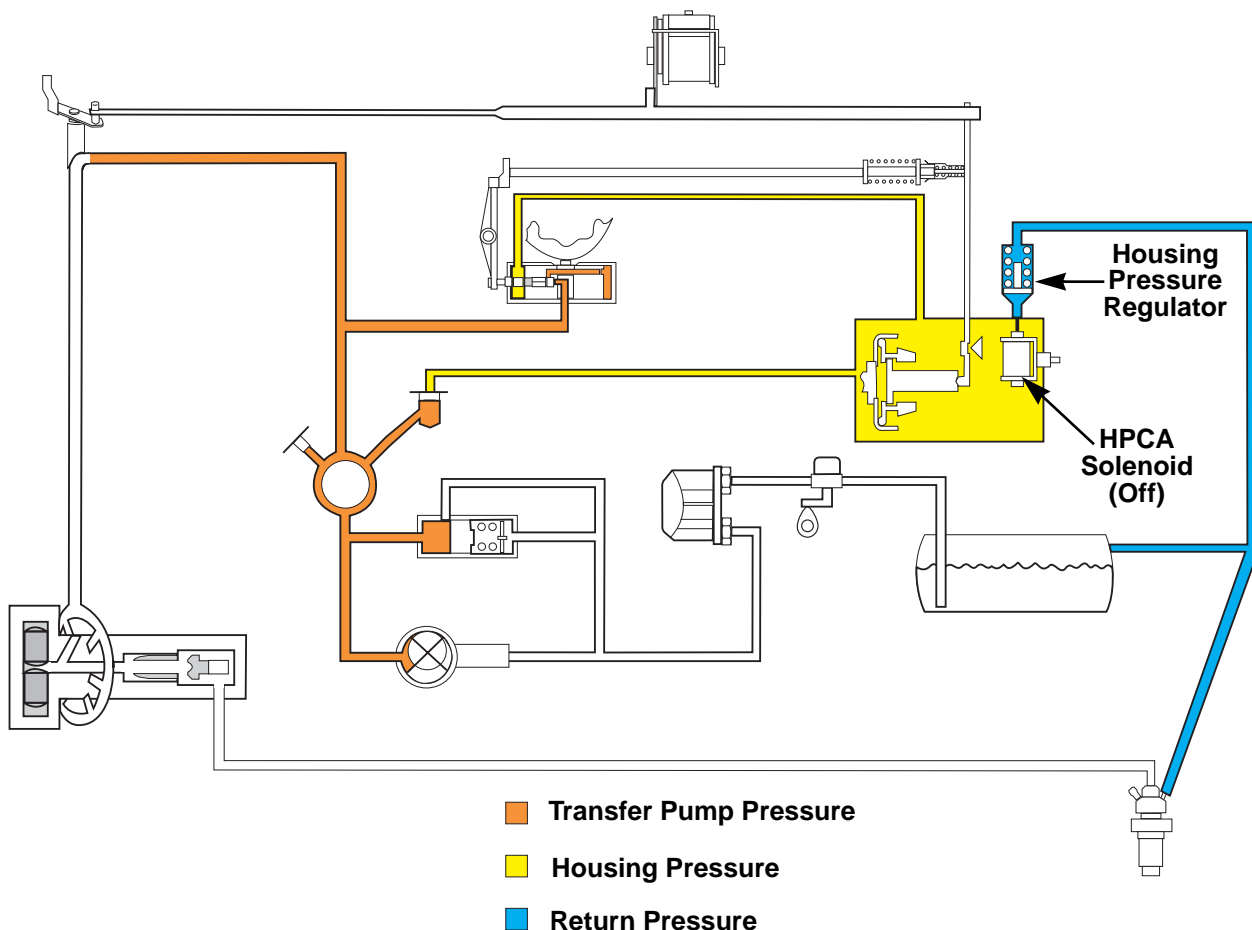 Housing
Pressure
Regulator
HPCA
Solenoid
(Off)
Transfer Pump Pressure
Housing Pressure
Return Pressure